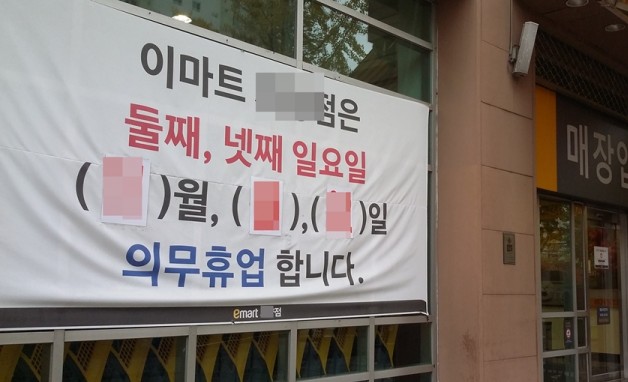 이마트 점은
둘째, 넷째 일요일
( )월, ( ),( )일
의무휴업 합니다.
emart 점
매장입